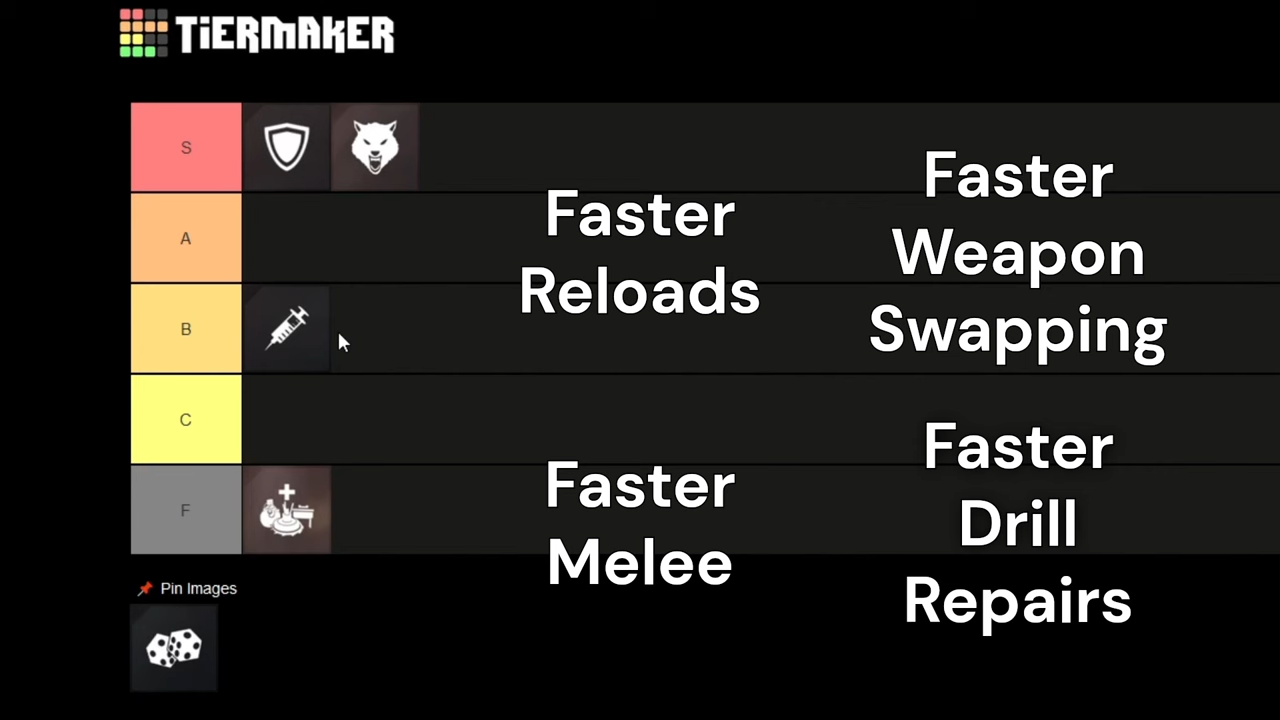 TiERMAKER
S
A
B
C
F
Faster
Reloads
Faster
Weapon
Swapping
Faster
Melee
Faster
Drill
Repairs
Pin Images